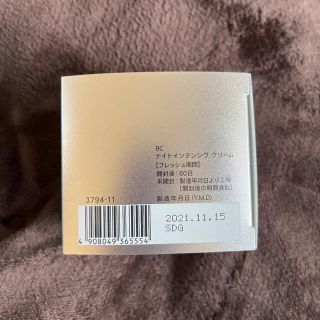 BC
ナイトインテンシヴ クリーム
【フレッシュ期間】
開封後：60日
未開封：製造年月日より2年
（開封後の期間含む）
3794-11
製造年月日(Y.M.D)
2021.11.15
SDG
4 908049 365554